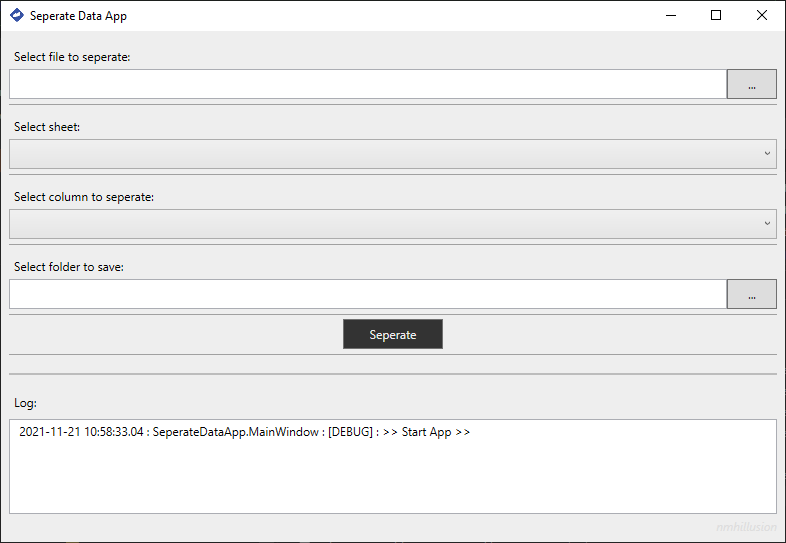 Seperate Data App
Select file to seperate:
...
Select sheet:
Select column to seperate:
Select folder to save:
...
Seperate
Log:
2021-11-21 10:58:33.04 : SeperateDataApp.MainWindow : [DEBUG] : >> Start App >>
nmhillusion